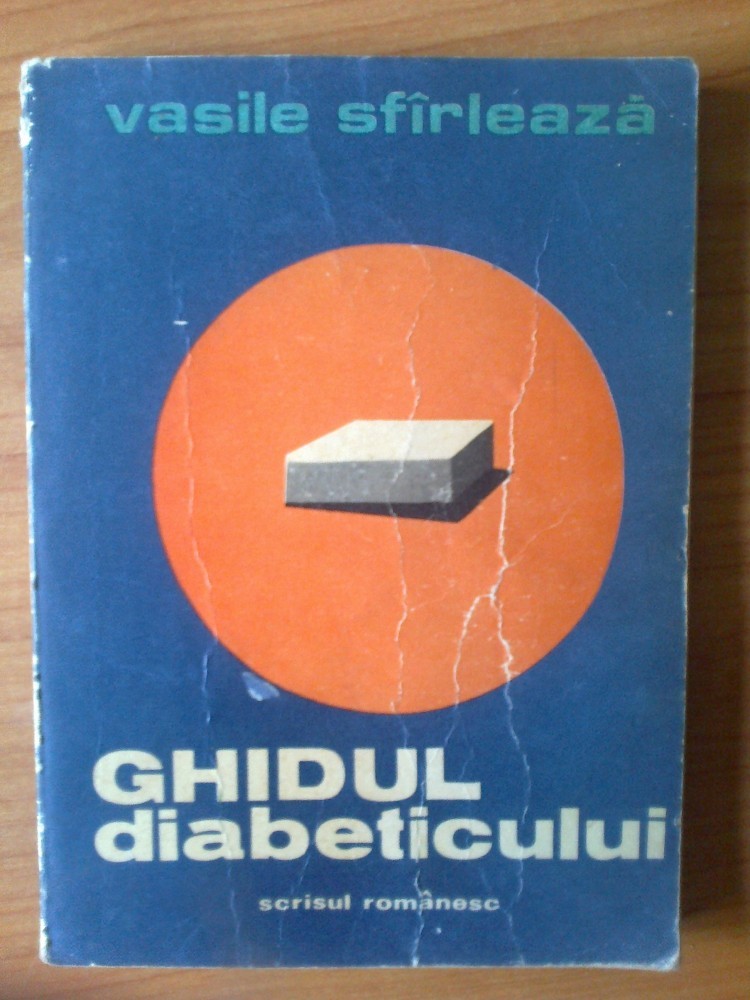 vasile sfîrlează
GHIDUL
diabeticului
scrisul românesc